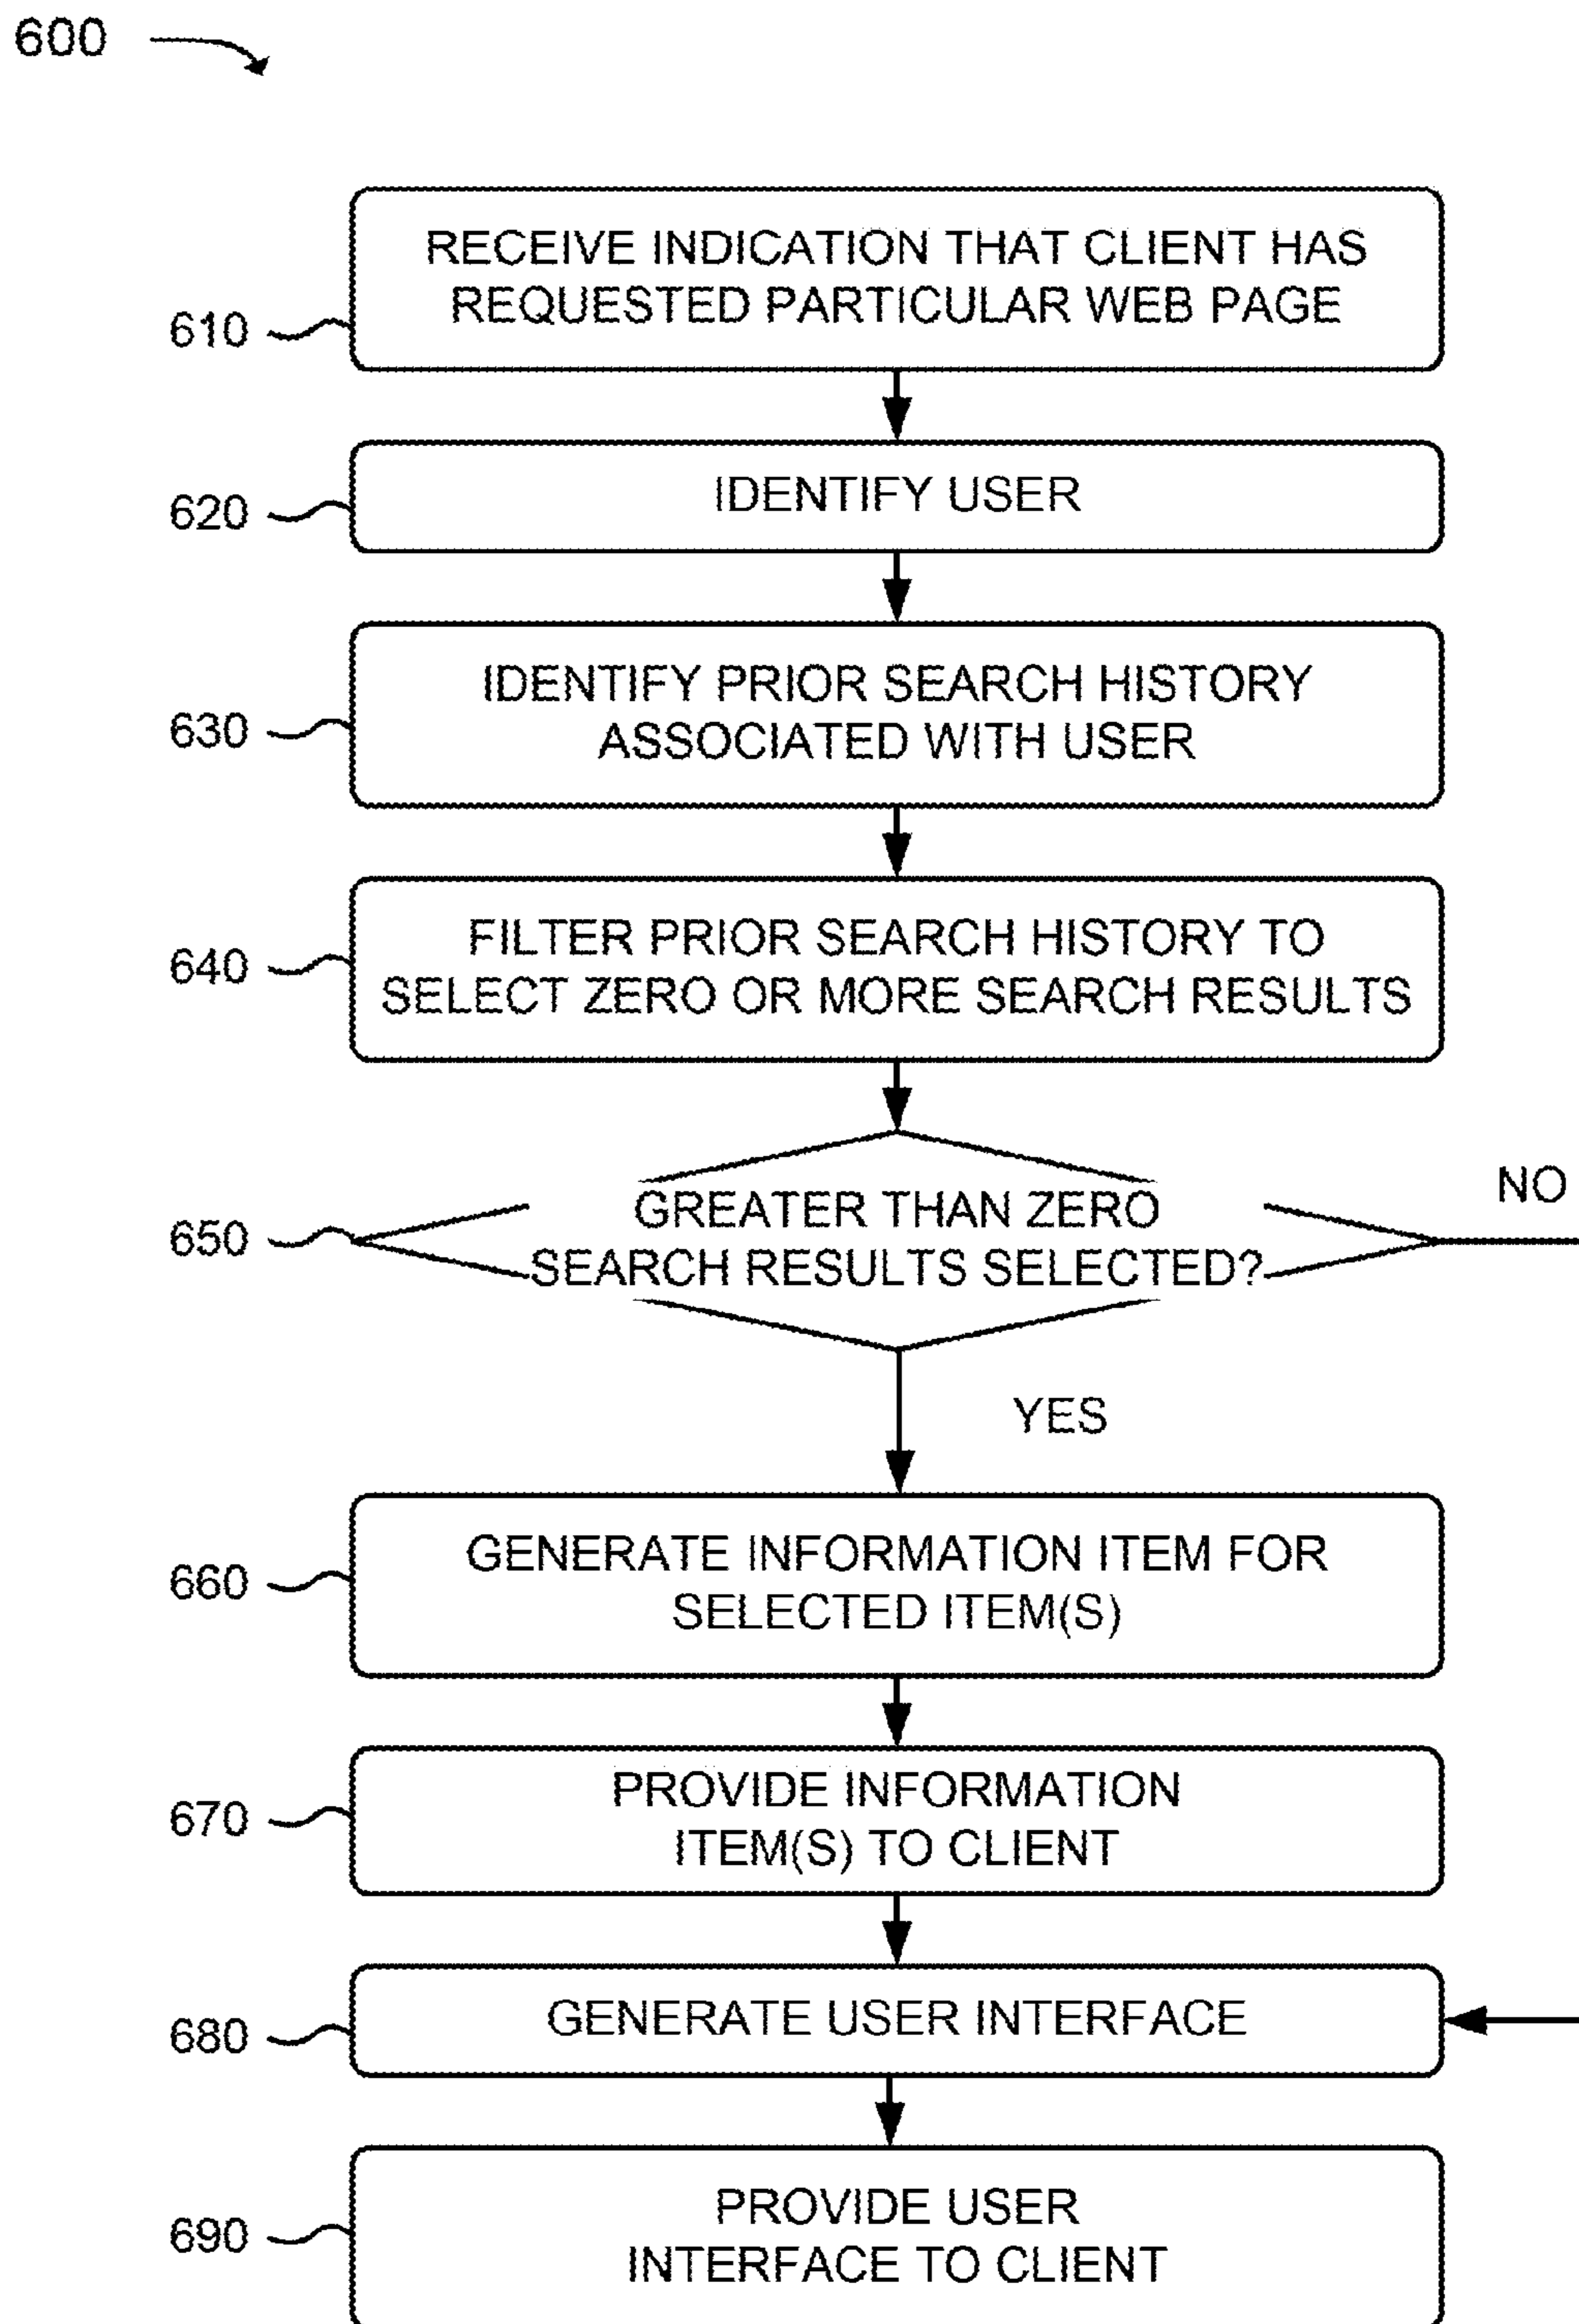 600
RECEIVE INDICATION THAT CLIENT HAS
REQUESTED PARTICULAR WEB PAGE
610
IDENTIFY USER
620
IDENTIFY PRIOR SEARCH HISTORY
ASSOCIATED WITH USER
630
FILTER PRIOR SEARCH HISTORY TO
SELECT ZERO OR MORE SEARCH RESULTS
640
NO
GREATER THAN ZERO
SEARCH RESULTS SELECTED?
650
YES
GENERATE INFORMATION ITEM FOR
SELECTED ITEM(S)
660
PROVIDE INFORMATION
ITEM(S) TO CLIENT
670
GENERATE USER INTERFACE
680
PROVIDE USER
INTERFACE TO CLIENT
690